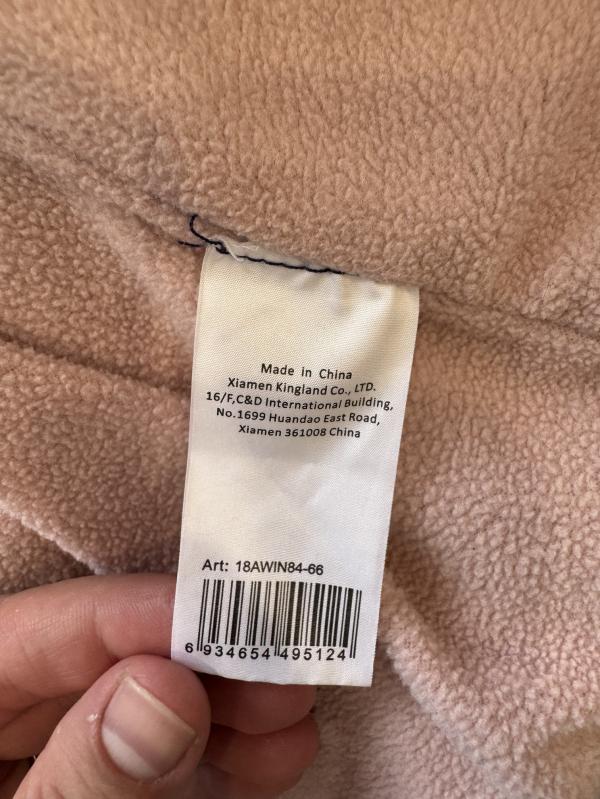 Made in China
Xiamen Kingland Co., LTD.
16/F,C&D International Building,
No.1699 Huandao East Road,
Xiamen 361008 China
Art: 18AWIN84-66
6 934654 495124